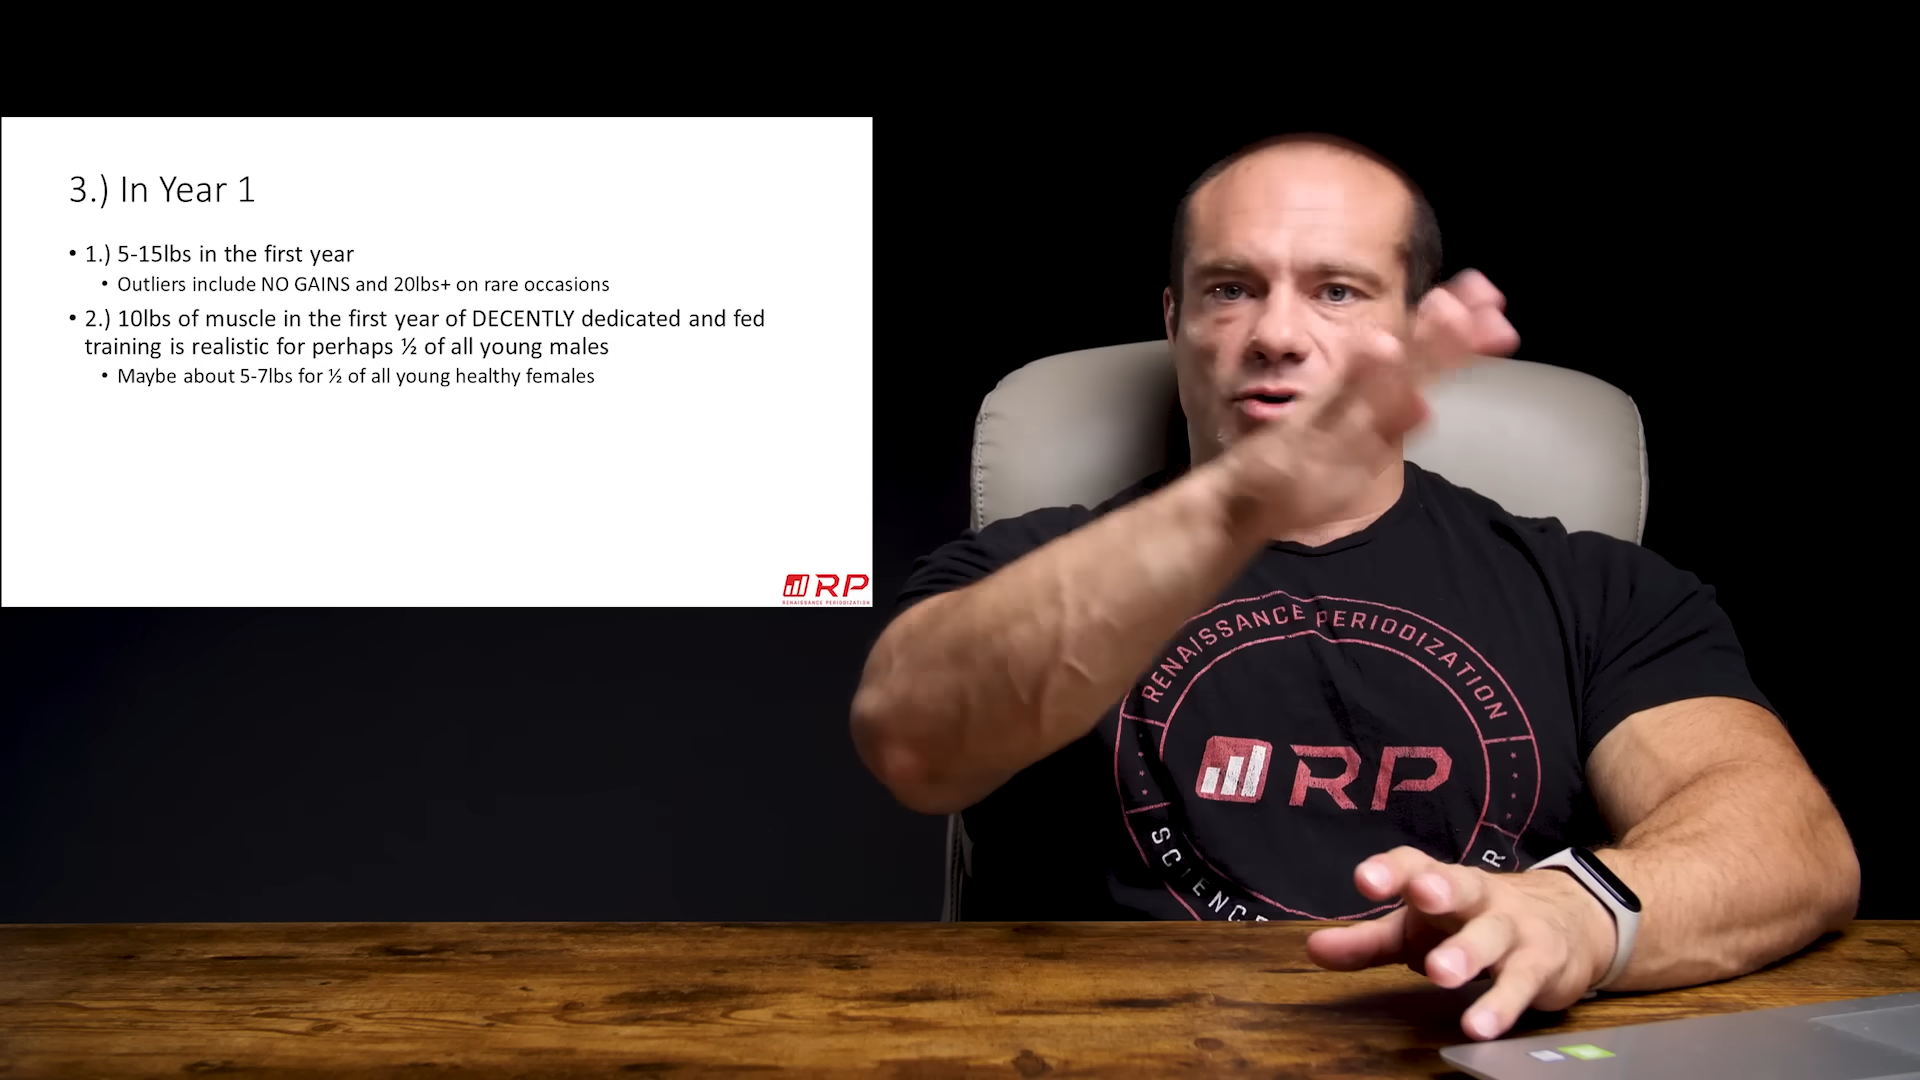 3.) In Year 1
• 1.) 5-15lbs in the first year
• Outliers include NO GAINS and 20lbs+ on rare occasions
• 2.) 10lbs of muscle in the first year of DECENTLY dedicated and fed
training is realistic for perhaps ½ of all young males
• Maybe about 5-7lbs for ½ of all young healthy females
RP
RENAISSANCE PERIODIZATION
RENAISSANCE PERIODIZATION
RP